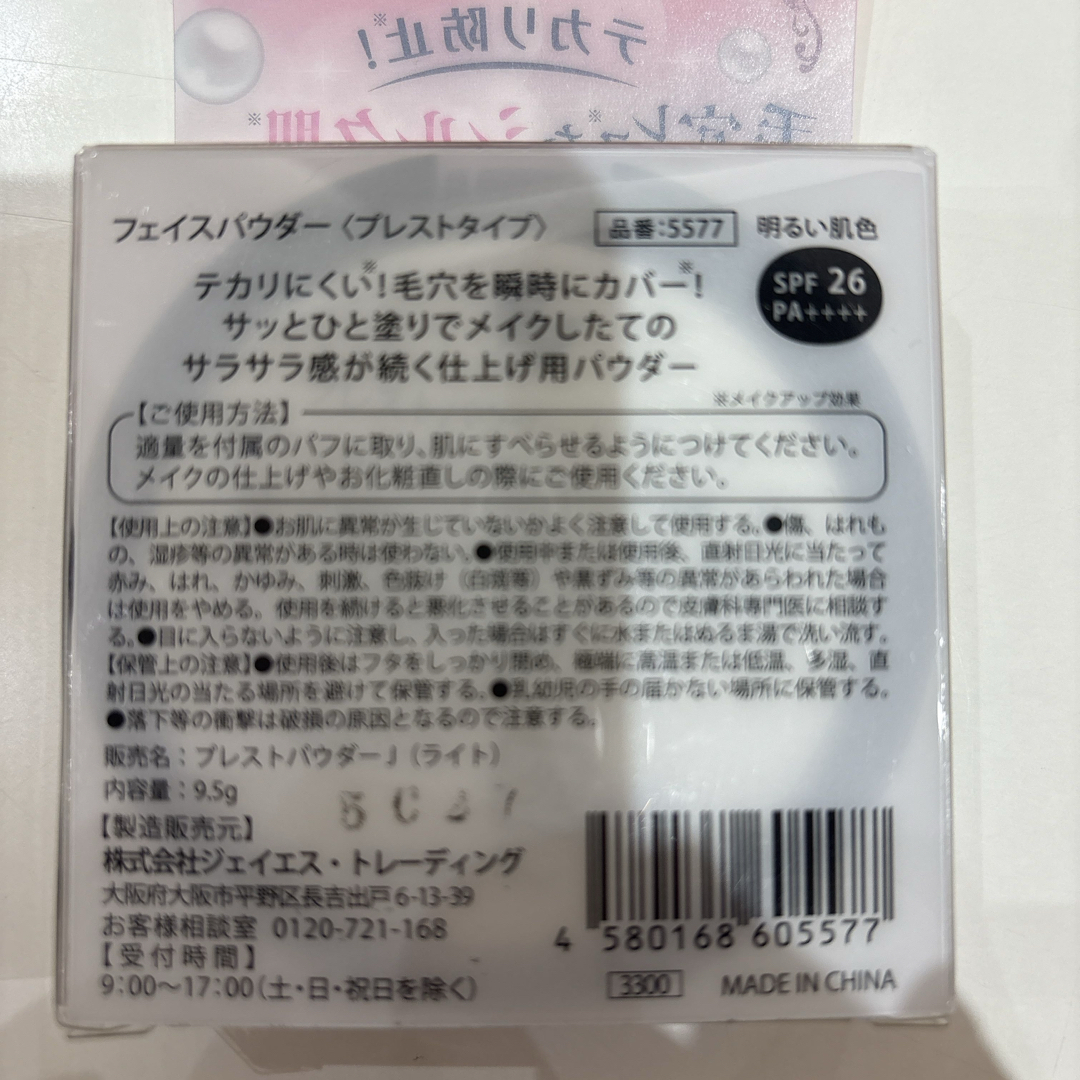 テカリ防止!※
フェイスパウダー〈プレストタイプ〉 品番:5577 明るい肌色
テカリにくい※!毛穴を瞬時にカバー※!
サッとひと塗りでメイクしたての
サラサラ感が続く仕上げ用パウダー
SPF 26
PA++++
※メイクアップ効果
【ご使用方法】
適量を付属のパフに取り、肌にすべらせるようにつけてください。
メイクの仕上げやお化粧直しの際にご使用ください。
【使用上の注意】●お肌に異常が生じていないかよく注意して使用する。●傷、はれも
の、湿疹等の異常がある時は使わない。●使用中または使用後、直射日光に当たって
赤み、はれ、かゆみ、刺激、色抜け(白斑等)や黒ずみ等の異常があらわれた場合
は使用をやめる。使用を続けると悪化させることがあるので皮膚科専門医に相談す
る。●目に入らないように注意し、入った場合はすぐに水またはぬるま湯で洗い流す。
【保管上の注意】●使用後はフタをしっかり閉め、極端に高温または低温、多湿、直
射日光の当たる場所を避けて保管する。●乳幼児の手の届かない場所に保管する。
●落下等の衝撃は破損の原因となるので注意する。
販売名:プレストパウダーJ(ライト)
内容量:9.5g
【製造販売元】
株式会社ジェイエス・トレーディング
大阪府大阪市平野区長吉出戸6-13-39
お客様相談室 0120-721-168
【受付時間】
9:00〜17:00(土・日・祝日を除く)
4 580168 605577
3300 MADE IN CHINA